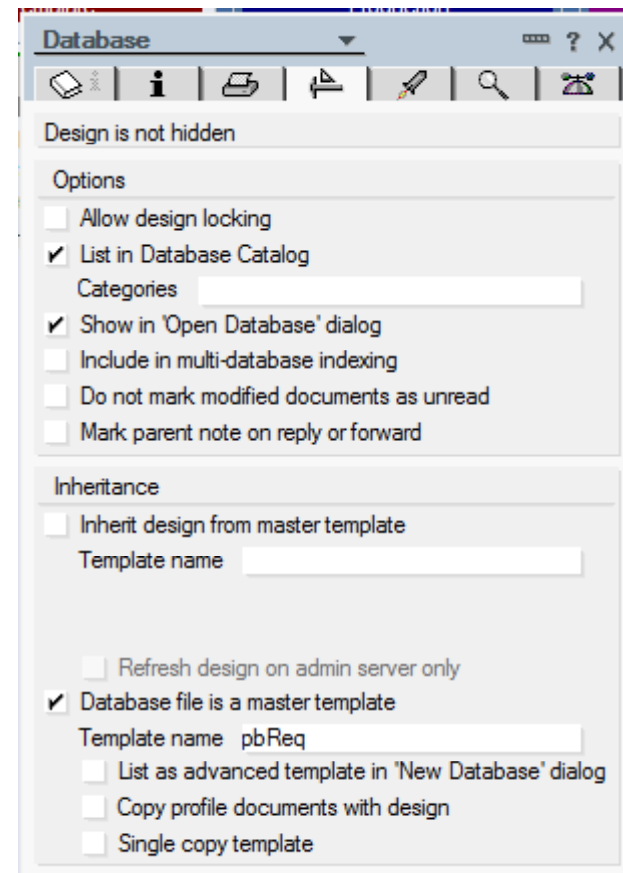 Database
? X
i
Design is not hidden
Options
Allow design locking
List in Database Catalog
Categories
Show in 'Open Database' dialog
Include in multi-database indexing
Do not mark modified documents as unread
Mark parent note on reply or forward
Inheritance
Inherit design from master template
Template name
Refresh design on admin server only
Database file is a master template
Template name pbReq
List as advanced template in 'New Database' dialog
Copy profile documents with design
Single copy template